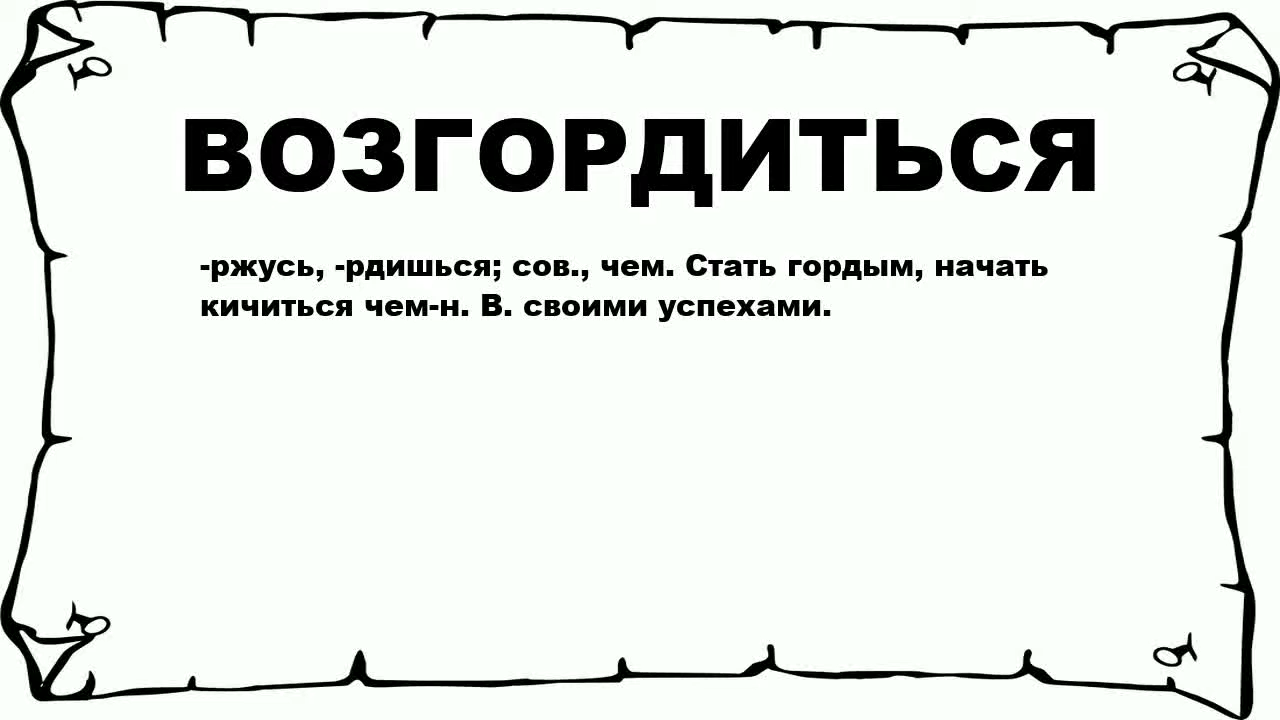 ВОЗГОРДИТЬСЯ
-ржусь, -рдишься; сов., чем. Стать гордым, начать
кичиться чем-н. В. своими успехами.